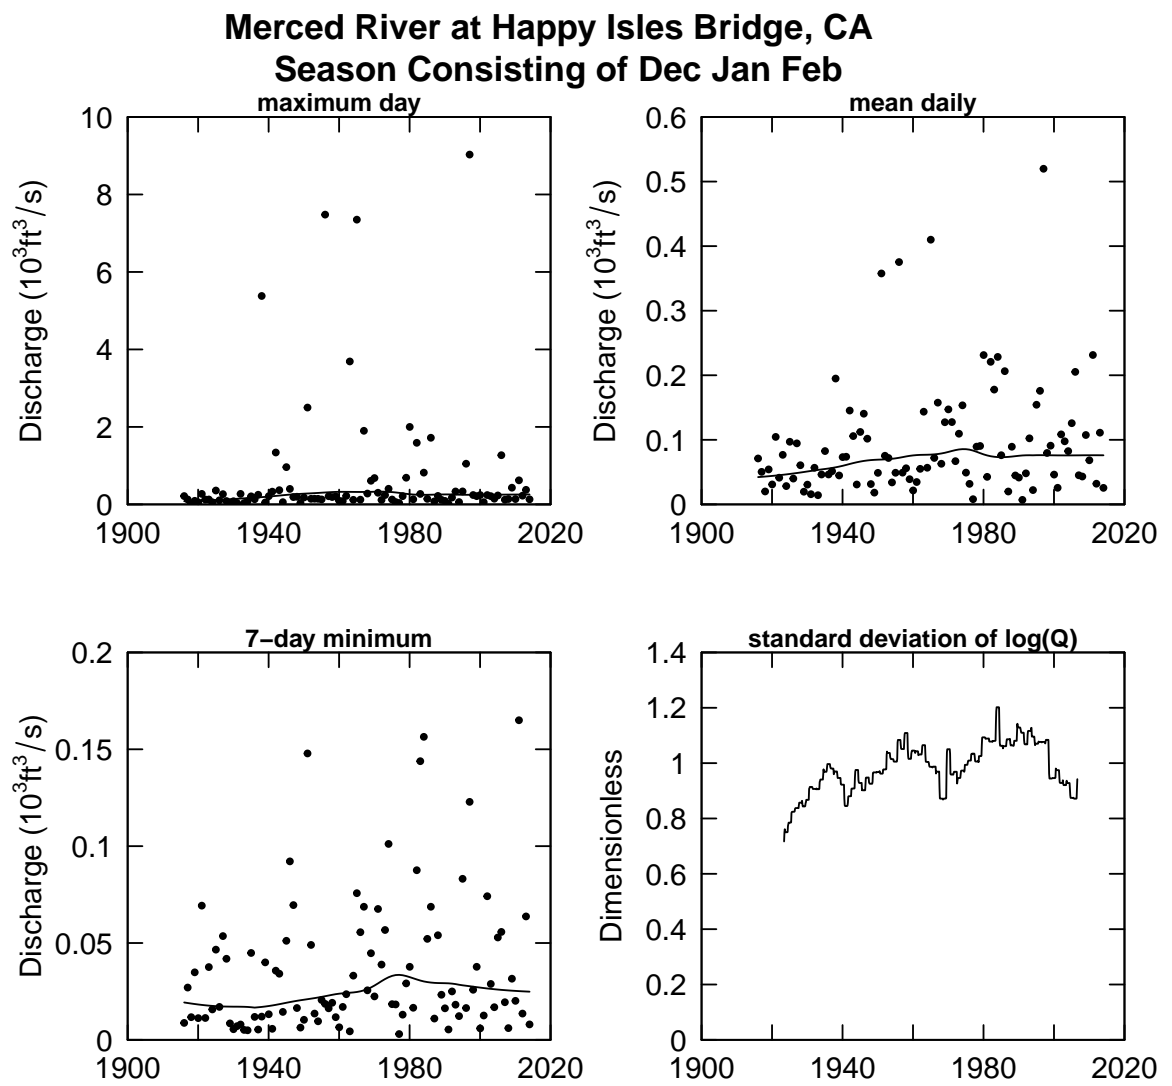 Merced River at Happy Isles Bridge, CA
Season Consisting of Dec Jan Feb
maximum day
Discharge (10³ft³/s)
10
8
6
4
2
0
1900 1940 1980 2020
mean daily
Discharge (10³ft³/s)
0.6
0.5
0.4
0.3
0.2
0.1
0
1900 1940 1980 2020
7−day minimum
Discharge (10³ft³/s)
0.2
0.15
0.1
0.05
0
1900 1940 1980 2020
standard deviation of log(Q)
Dimensionless
1.4
1.2
1
0.8
0.6
0.4
0.2
0
1900 1940 1980 2020